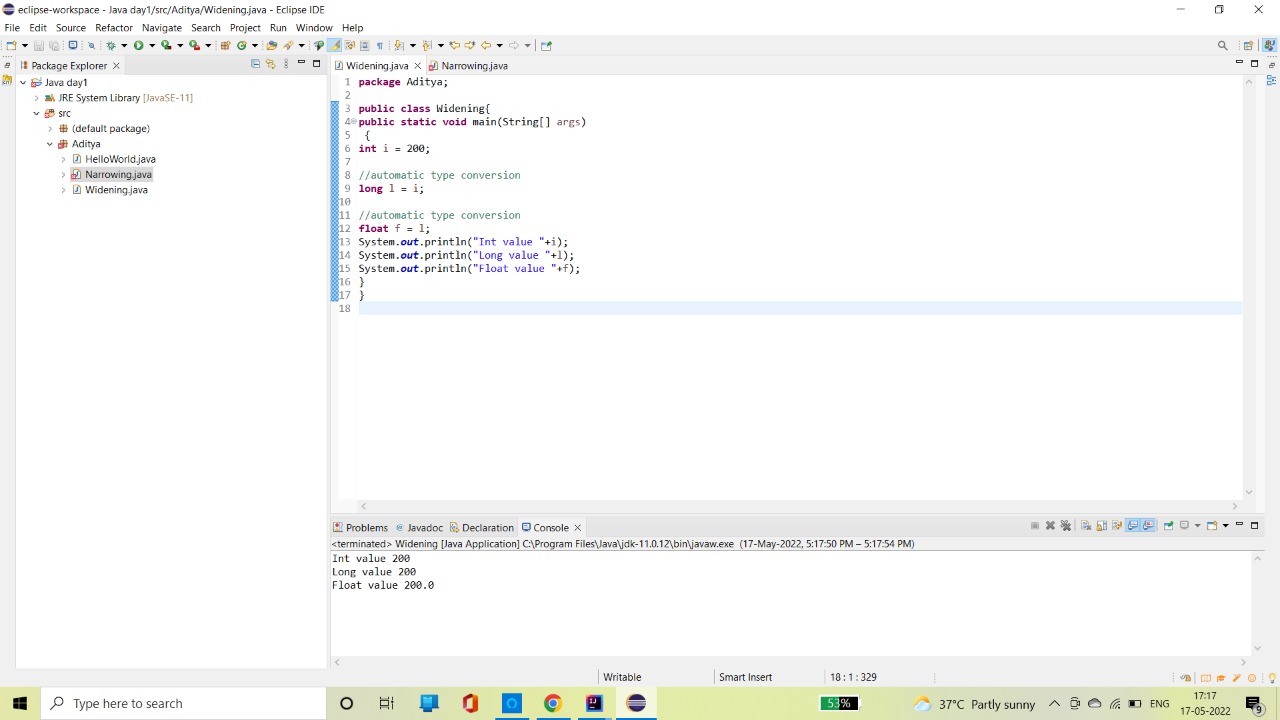 eclipse-workspace - Java day1/src/Aditya/Widening.java - Eclipse IDE
File Edit Source Refactor Navigate Search Project Run Window Help
Package Explorer
Java day1
JRE System Library [JavaSE-11]
src
(default package)
Aditya
HelloWorld.java
Narrowing.java
Widening.java
Widening.java Narrowing.java
1 package Aditya;
2
3 public class Widening{
4 public static void main(String[] args)
5 {
6 int i = 200;
7
8 //automatic type conversion
9 long l = i;
10
11 //automatic type conversion
12 float f = l;
13 System.out.println("Int value "+i);
14 System.out.println("Long value "+l);
15 System.out.println("Float value "+f);
16 }
17 }
18
Problems Javadoc Declaration Console
<terminated> Widening [Java Application] C:\Program Files\Java\jdk-11.0.12\bin\javaw.exe (17-May-2022, 5:17:50 PM – 5:17:54 PM)
Int value 200
Long value 200
Float value 200.0
Writable Smart Insert 18 : 1 : 329
Type here to search 53% 37°C Partly sunny ENG 17:17
17-05-2022 9